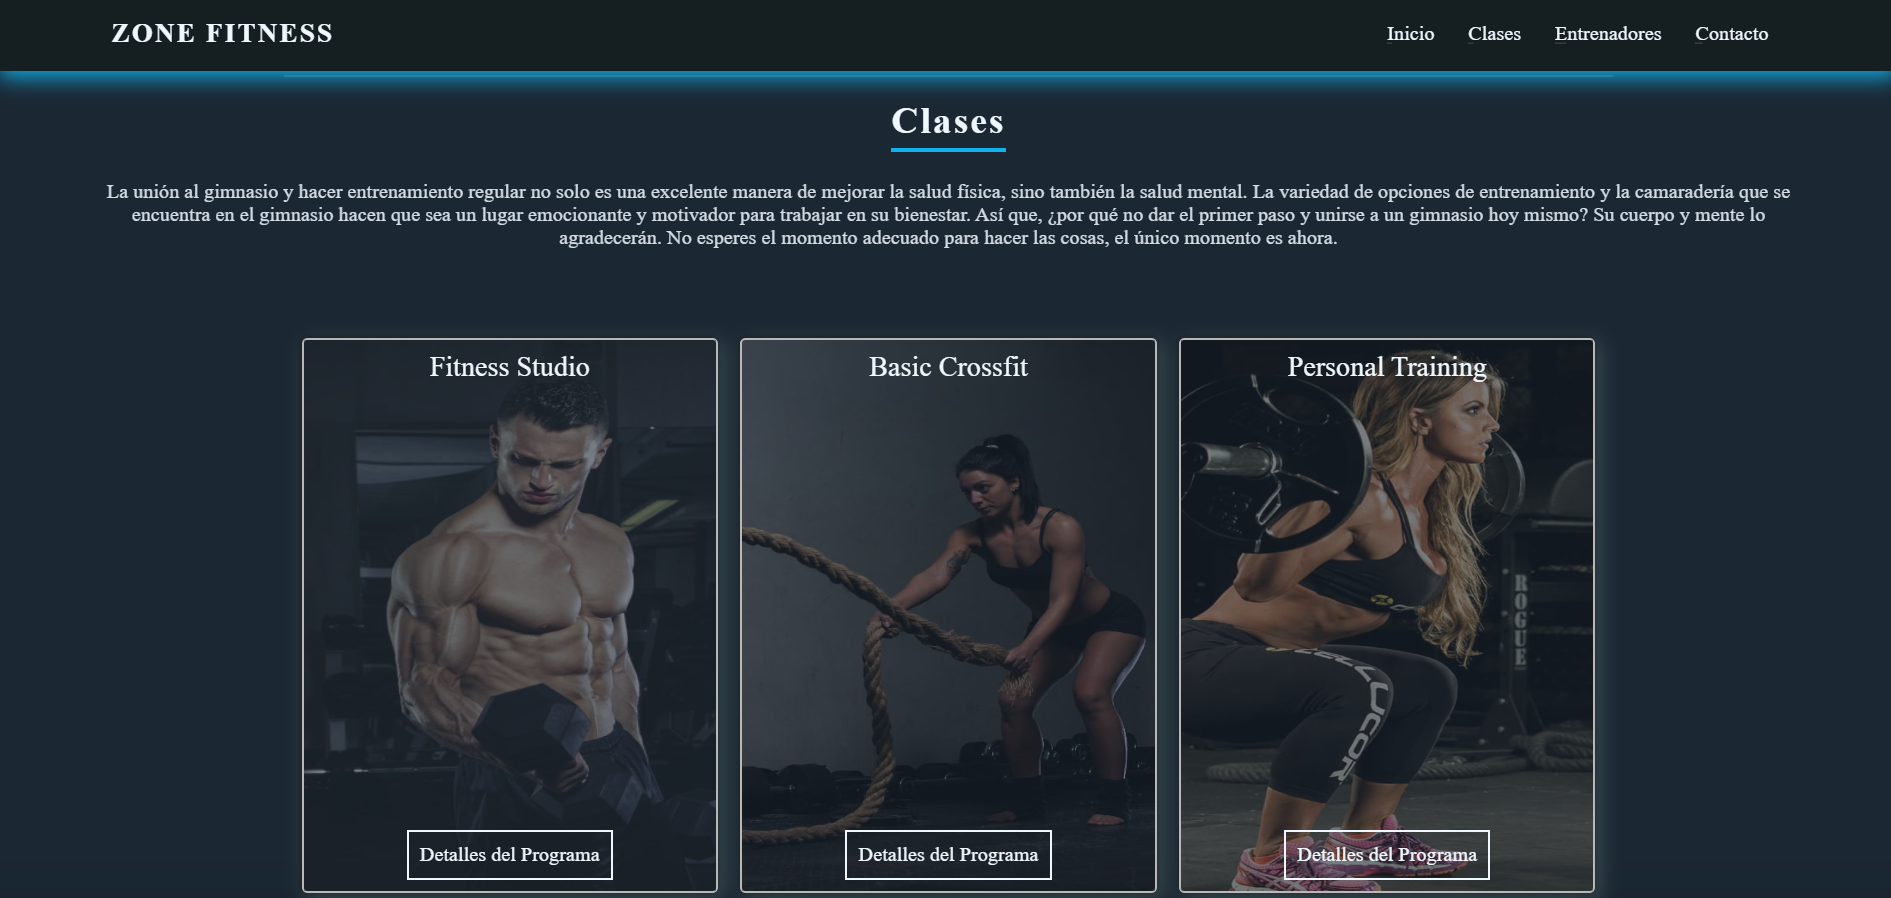 ZONE FITNESS
Inicio Clases Entrenadores Contacto
Clases
La unión al gimnasio y hacer entrenamiento regular no solo es una excelente manera de mejorar la salud física, sino también la salud mental. La variedad de opciones de entrenamiento y la camaradería que se
encuentra en el gimnasio hacen que sea un lugar emocionante y motivador para trabajar en su bienestar. Así que, ¿por qué no dar el primer paso y unirse a un gimnasio hoy mismo? Su cuerpo y mente lo
agradecerán. No esperes el momento adecuado para hacer las cosas, el único momento es ahora.
Fitness Studio
Basic Crossfit
Personal Training
ROGUE
Detalles del Programa
Detalles del Programa
Detalles del Programa